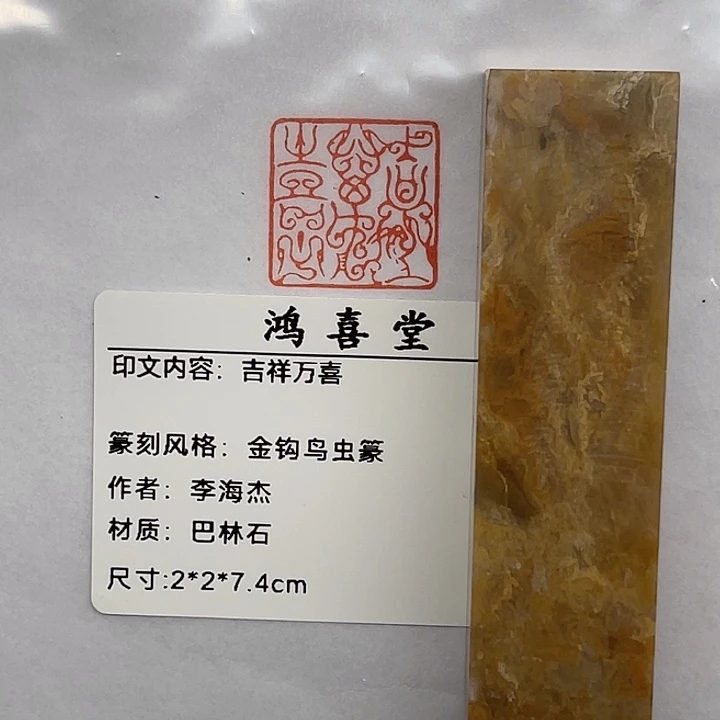 鸿喜堂
印文内容：吉祥万喜
篆刻风格：金钩鸟虫篆
作者：李海杰
材质：巴林石
尺寸:2*2*7.4cm